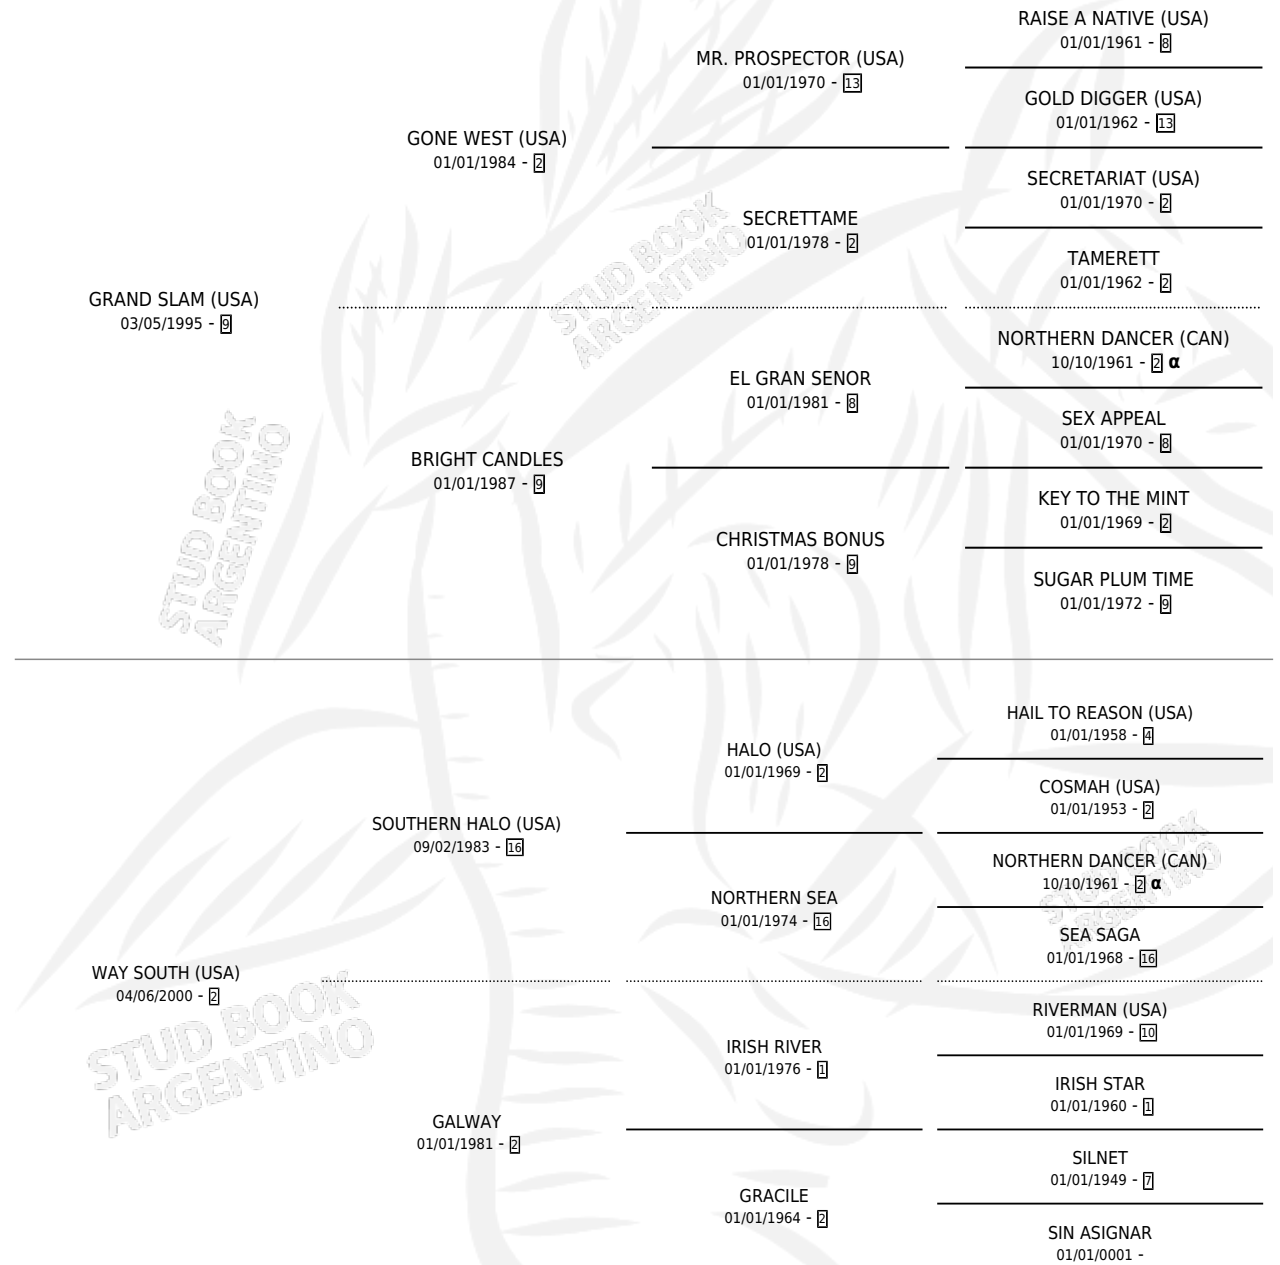 RAISE A NATIVE (USA)
01/01/1961 - 8
MR. PROSPECTOR (USA)
01/01/1970 - 13
GOLD DIGGER (USA)
01/01/1962 - 13
GONE WEST (USA)
01/01/1984 - 2
SECRETARIAT (USA)
01/01/1970 - 2
SECRETTAME
01/01/1978 - 2
TAMERETT
01/01/1962 - 2
GRAND SLAM (USA)
03/05/1995 - 9
NORTHERN DANCER (CAN)
10/10/1961 - 2 α
EL GRAN SENOR
01/01/1981 - 8
SEX APPEAL
01/01/1970 - 8
BRIGHT CANDLES
01/01/1987 - 9
KEY TO THE MINT
01/01/1969 - 2
CHRISTMAS BONUS
01/01/1978 - 9
SUGAR PLUM TIME
01/01/1972 - 9
HAIL TO REASON (USA)
01/01/1958 - 4
HALO (USA)
01/01/1969 - 2
COSMAH (USA)
01/01/1953 - 2
SOUTHERN HALO (USA)
09/02/1983 - 16
NORTHERN DANCER (CAN)
10/10/1961 - 2 α
NORTHERN SEA
01/01/1974 - 16
SEA SAGA
01/01/1968 - 16
WAY SOUTH (USA)
04/06/2000 - 2
RIVERMAN (USA)
01/01/1969 - 10
IRISH RIVER
01/01/1976 - 1
IRISH STAR
01/01/1960 - 1
GALWAY
01/01/1981 - 2
SILNET
01/01/1949 - 7
GRACILE
01/01/1964 - 2
SIN ASIGNAR
01/01/0001 -
STUD BOOK
ARGENTINO
STUD BOOK
ARGENTINO
STUD BOOK
ARGENTINO
STUD BOOK
ARGENTINO